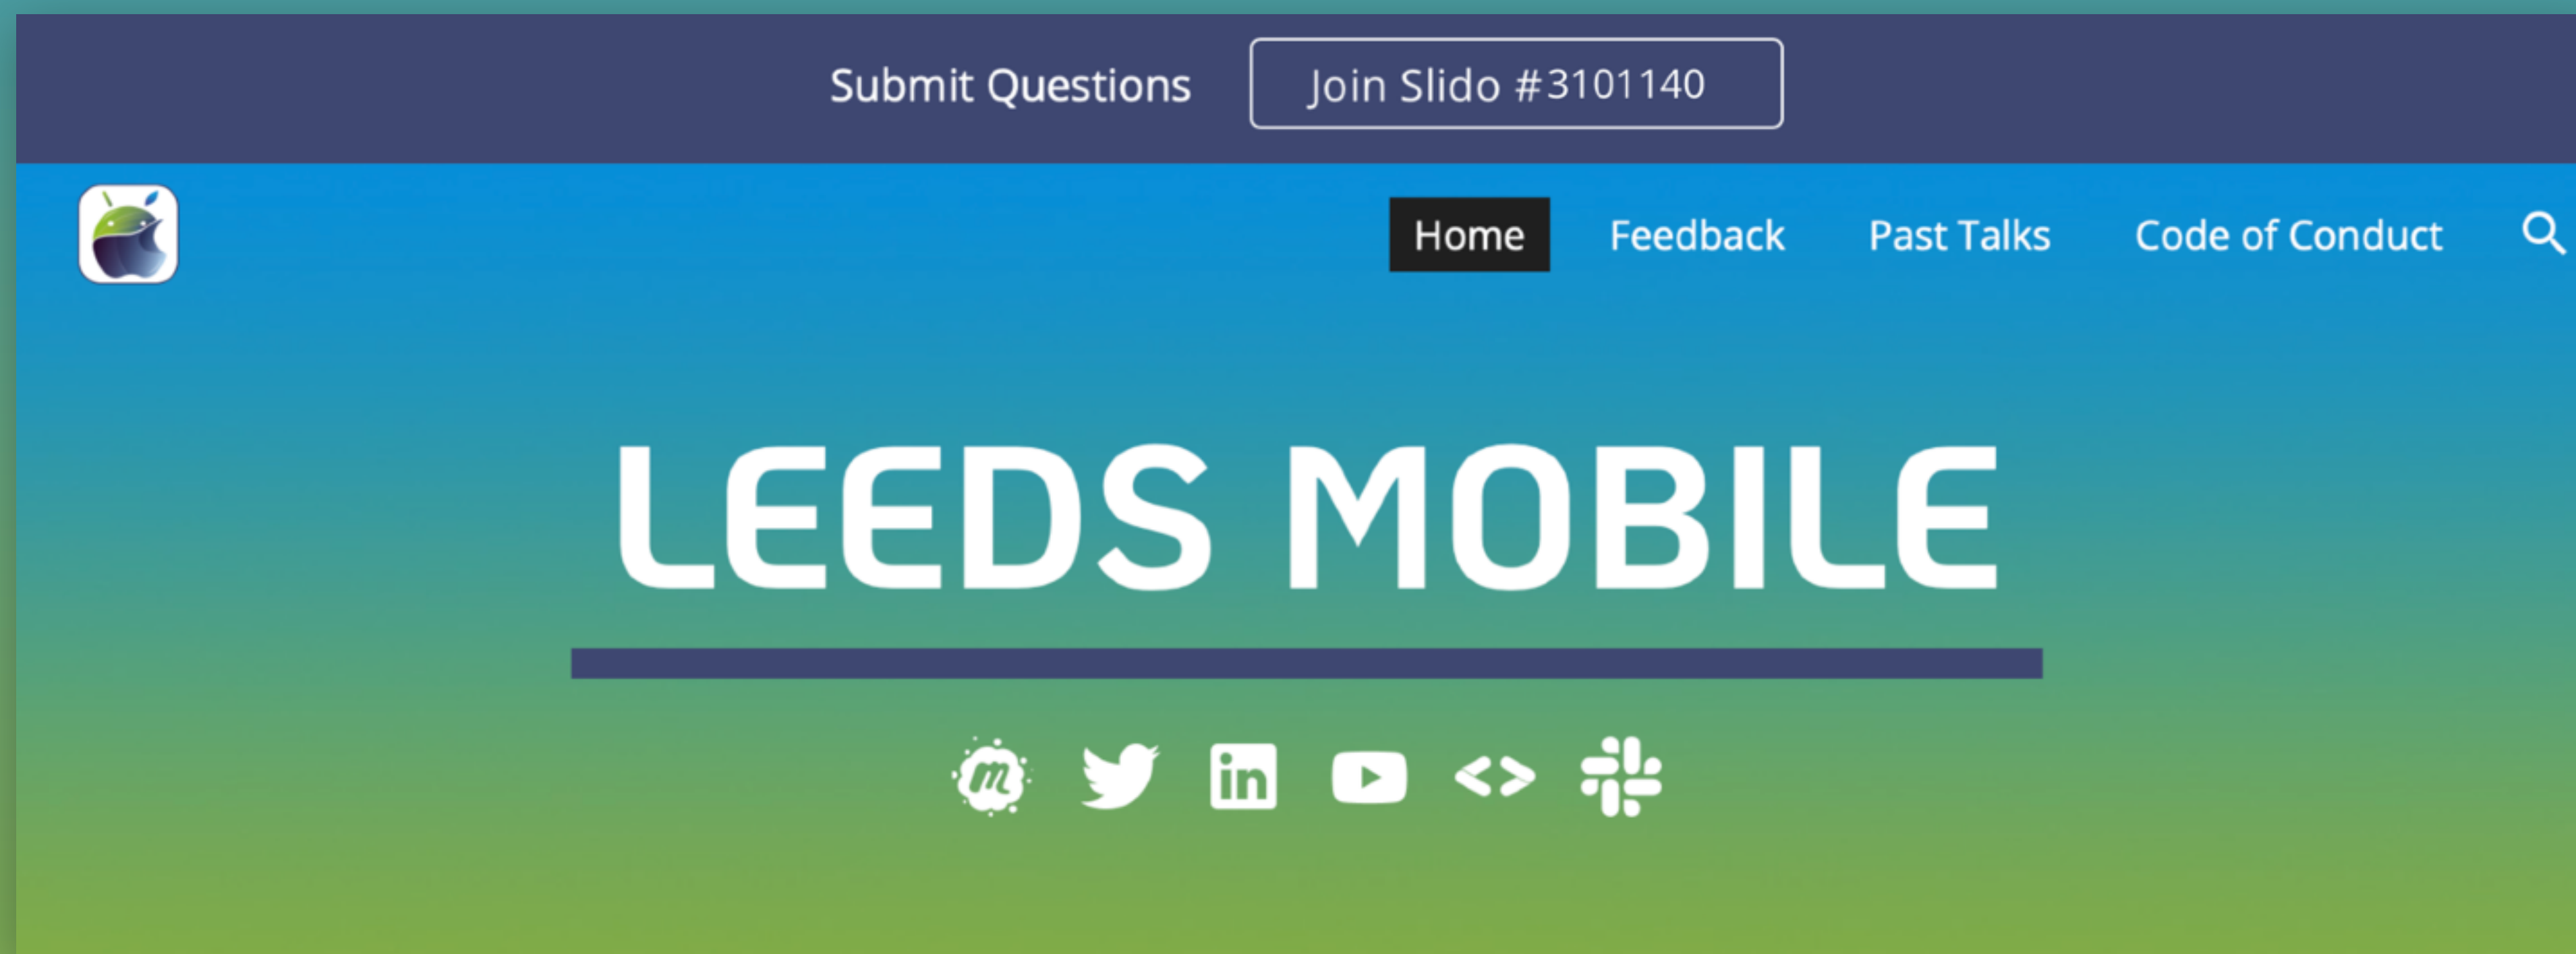 Submit Questions Join Slido #3101140
Home Feedback Past Talks Code of Conduct
LEEDS MOBILE